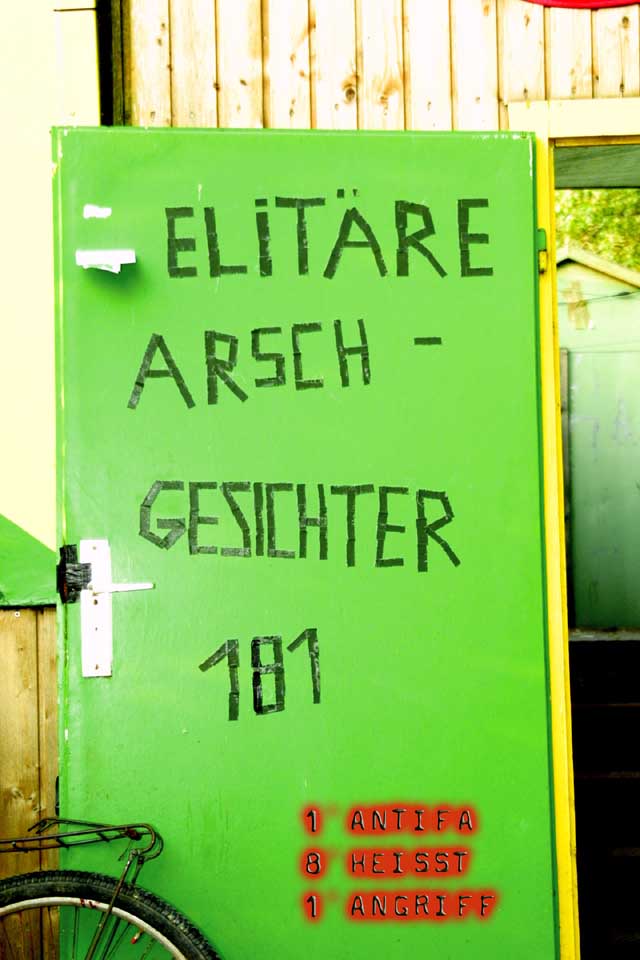 ELiTÄRE
ARSCH -
GESICHTER
181
1 ANTIFA
8 HEISST
1 ANGRIFF